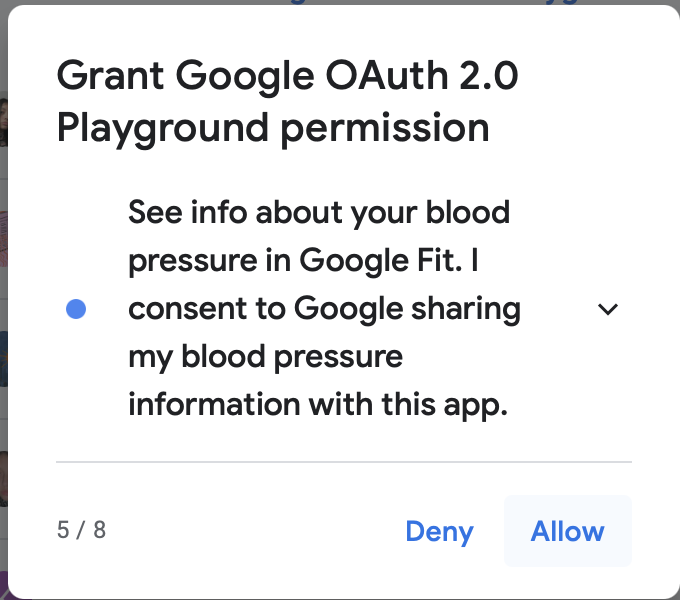 Grant Google OAuth 2.0
Playground permission
See info about your blood
pressure in Google Fit. I
consent to Google sharing
my blood pressure
information with this app.
5 / 8
Deny
Allow